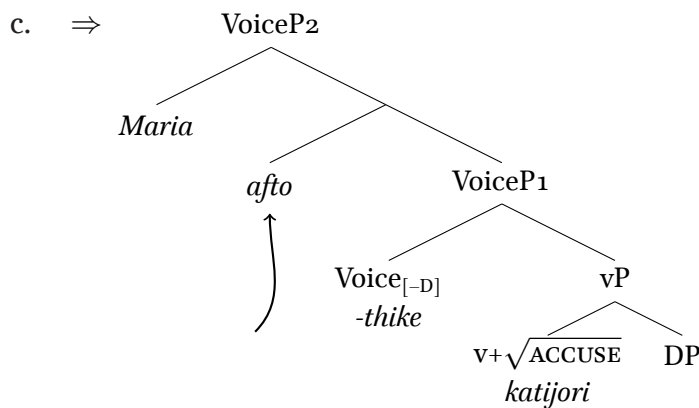 c. ⇒ VoiceP2
Maria
afto VoiceP1
Voice[−D] vP
-thike
v+√ACCUSE DP
katijori